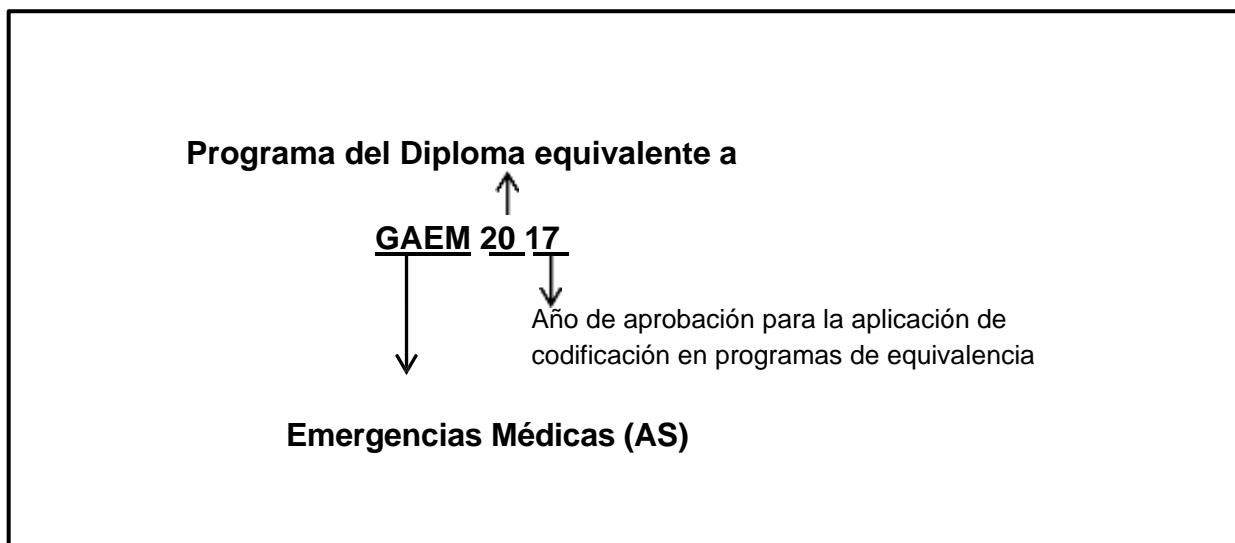 Programa del Diploma equivalente a
GAEM 20 17
Año de aprobación para la aplicación de
codificación en programas de equivalencia
Emergencias Médicas (AS)